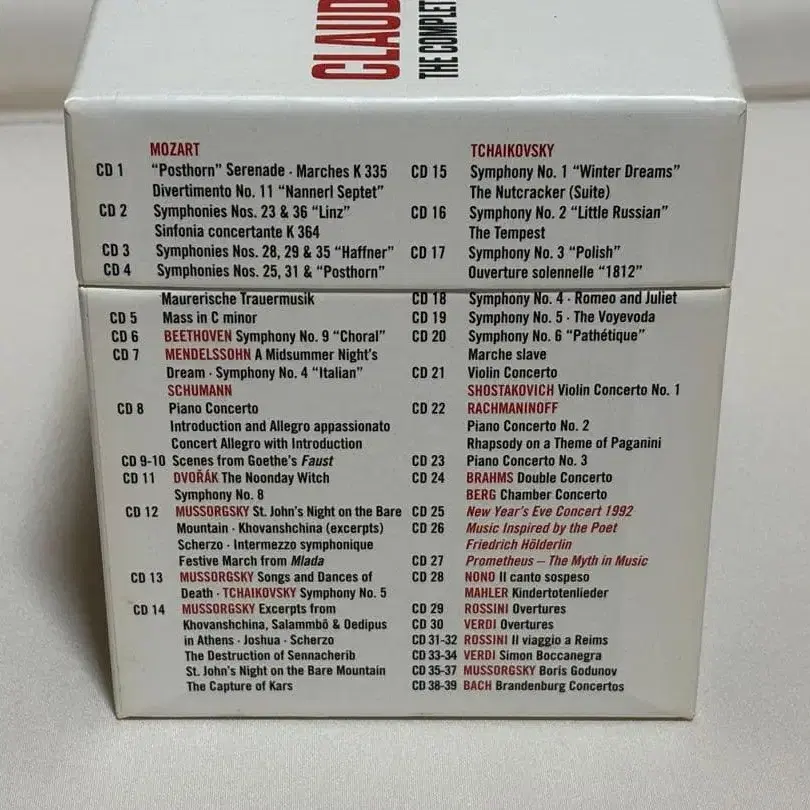 CLAUD
THE COMPLET
MOZART
CD 1 "Posthorn" Serenade · Marches K 335
Divertimento No. 11 "Nannerl Septet"
CD 2 Symphonies Nos. 23 & 36 "Linz"
Sinfonia concertante K 364
CD 3 Symphonies Nos. 28, 29 & 35 "Haffner"
CD 4 Symphonies Nos. 25, 31 & "Posthorn"
Maurerische Trauermusik
CD 5 Mass in C minor
CD 6 BEETHOVEN Symphony No. 9 "Choral"
CD 7 MENDELSSOHN A Midsummer Night's
Dream · Symphony No. 4 "Italian"
SCHUMANN
CD 8 Piano Concerto
Introduction and Allegro appassionato
Concert Allegro with Introduction
CD 9-10 Scenes from Goethe's Faust
CD 11 DVOŘÁK The Noonday Witch
Symphony No. 8
CD 12 MUSSORGSKY St. John's Night on the Bare
Mountain · Khovanshchina (excerpts)
Scherzo · Intermezzo symphonique
Festive March from Mlada
CD 13 MUSSORGSKY Songs and Dances of
Death · TCHAIKOVSKY Symphony No. 5
CD 14 MUSSORGSKY Excerpts from
Khovanshchina, Salammbô & Oedipus
in Athens · Joshua · Scherzo
The Destruction of Sennacherib
St. John's Night on the Bare Mountain
The Capture of Kars
TCHAIKOVSKY
CD 15 Symphony No. 1 "Winter Dreams"
The Nutcracker (Suite)
CD 16 Symphony No. 2 "Little Russian"
The Tempest
CD 17 Symphony No. 3 "Polish"
Ouverture solennelle "1812"
CD 18 Symphony No. 4 · Romeo and Juliet
CD 19 Symphony No. 5 · The Voyevoda
CD 20 Symphony No. 6 "Pathétique"
Marche slave
CD 21 Violin Concerto
SHOSTAKOVICH Violin Concerto No. 1
CD 22 RACHMANINOFF
Piano Concerto No. 2
Rhapsody on a Theme of Paganini
CD 23 Piano Concerto No. 3
CD 24 BRAHMS Double Concerto
BERG Chamber Concerto
CD 25 New Year's Eve Concert 1992
CD 26 Music Inspired by the Poet
Friedrich Hölderlin
CD 27 Prometheus – The Myth in Music
CD 28 NONO Il canto sospeso
MAHLER Kindertotenlieder
CD 29 ROSSINI Overtures
CD 30 VERDI Overtures
CD 31-32 ROSSINI Il viaggio a Reims
CD 33-34 VERDI Simon Boccanegra
CD 35-37 MUSSORGSKY Boris Godunov
CD 38-39 BACH Brandenburg Concertos